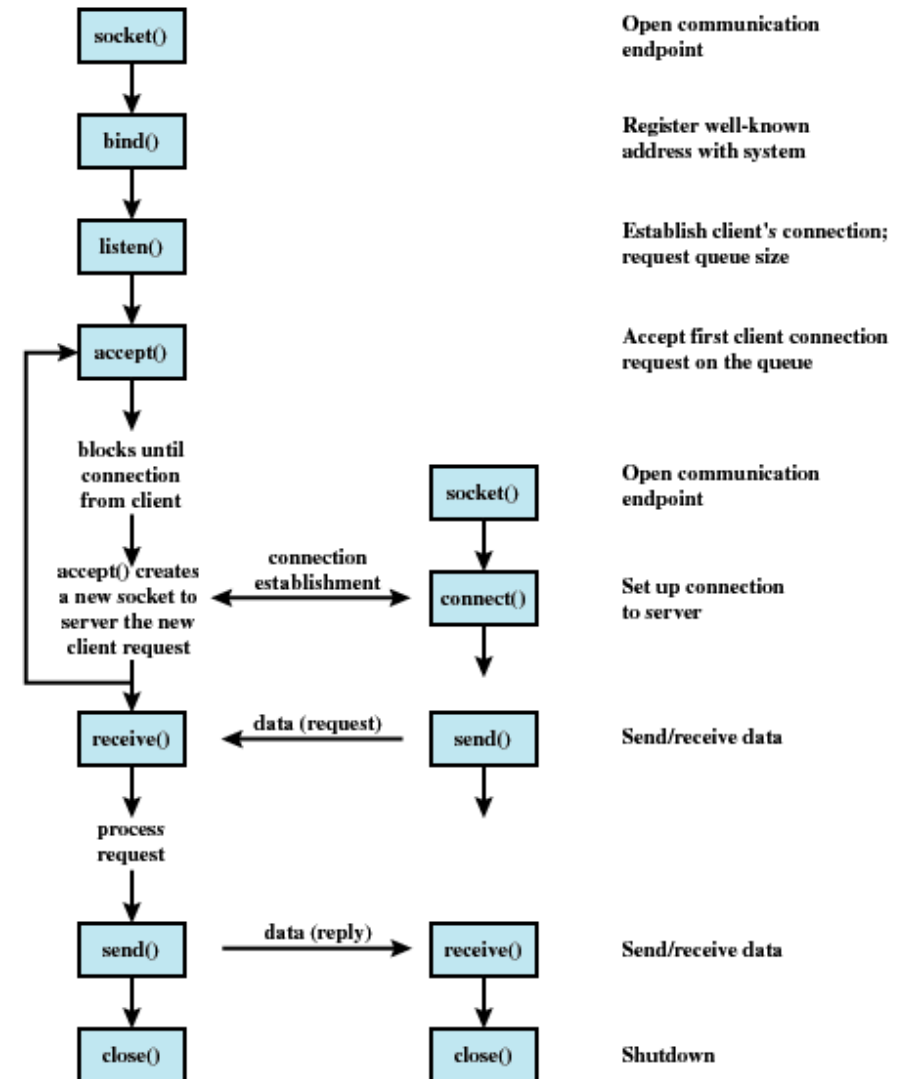 socket()
Open communication
endpoint
bind()
Register well-known
address with system
listen()
Establish client's connection;
request queue size
accept()
Accept first client connection
request on the queue
blocks until
connection
from client
socket()
Open communication
endpoint
accept() creates
a new socket to
server the new
client request
connection
establishment
connect()
Set up connection
to server
receive()
data (request)
send()
Send/receive data
process
request
send()
data (reply)
receive()
Send/receive data
close()
close()
Shutdown